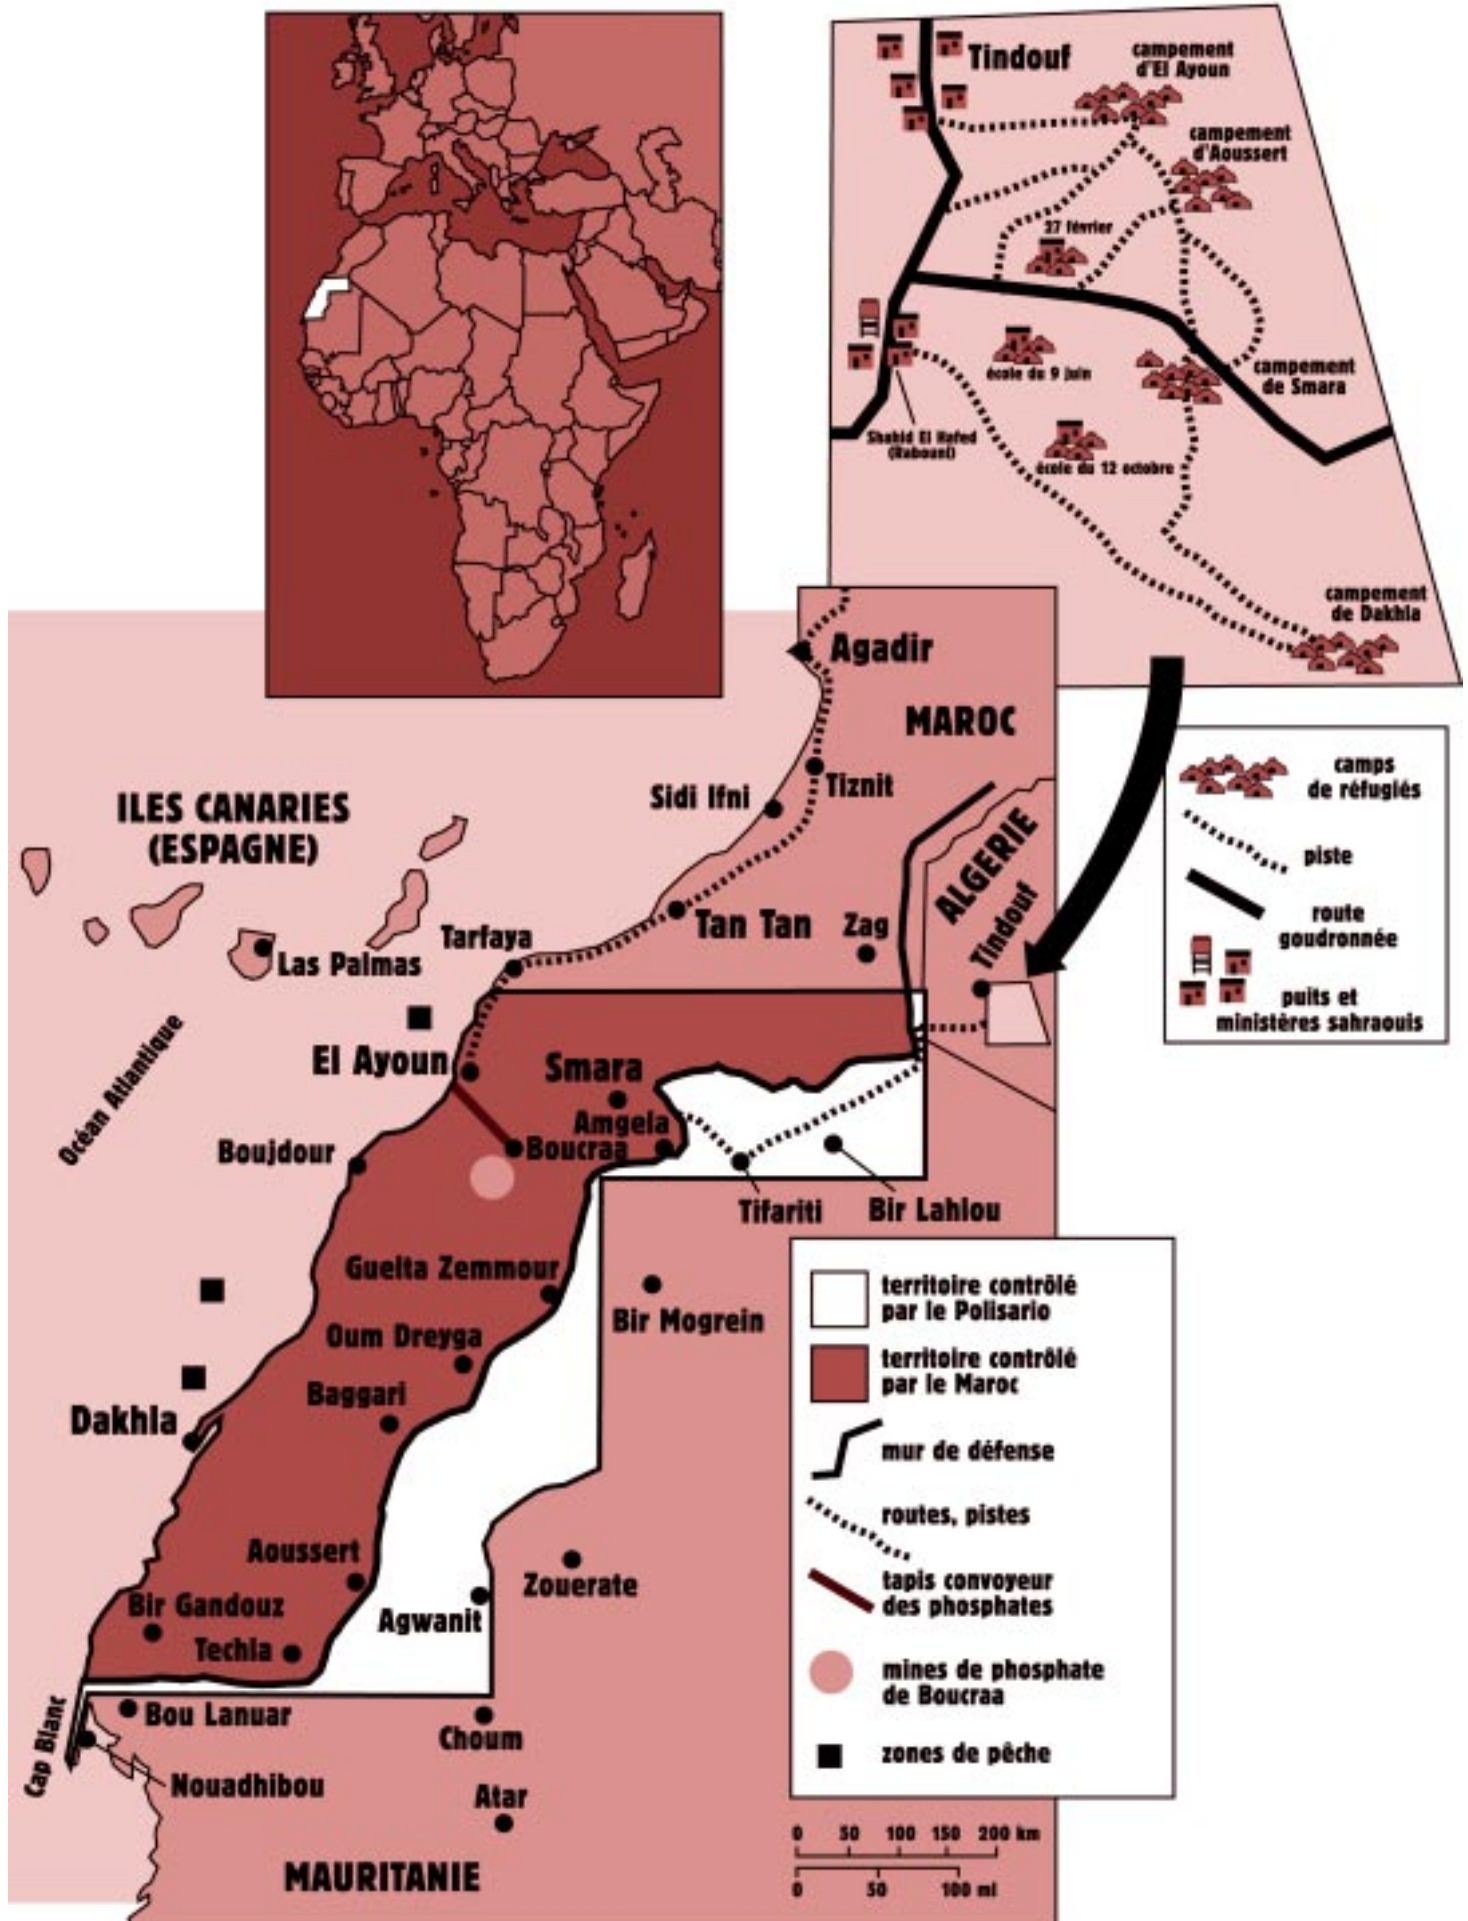 Tindouf
campement
d'El Ayoun
campement
d'Aoussert
27 février
école du 9 juin
campement
de Smara
Shahid El Hafed
(Rabouni)
école du 12 octobre
campement
de Dakhla
Agadir
MAROC
Tiznit
Sidi Ifni
ILES CANARIES
(ESPAGNE)
ALGERIE
Tindouf
Tan Tan
Zag
Tarfaya
Las Palmas
camps
de réfugiés
piste
route
goudronnée
puits et
ministères sahraouis
Océan Atlantique
El Ayoun
Smara
Amgela
Boucraa
Boujdour
Tifariti
Bir Lahlou
Guelta Zemmour
Bir Mogrein
Oum Dreyga
Baggari
Dakhla
Aoussert
Zouerate
Bir Gandouz
Agwanit
Techla
Cap Blanc
Bou Lanuar
Choum
Nouadhibou
Atar
MAURITANIE
territoire contrôlé
par le Polisario
territoire contrôlé
par le Maroc
mur de défense
routes, pistes
tapis convoyeur
des phosphates
mines de phosphate
de Boucraa
zones de pêche
0 50 100 150 200 km
0 50 100 ml